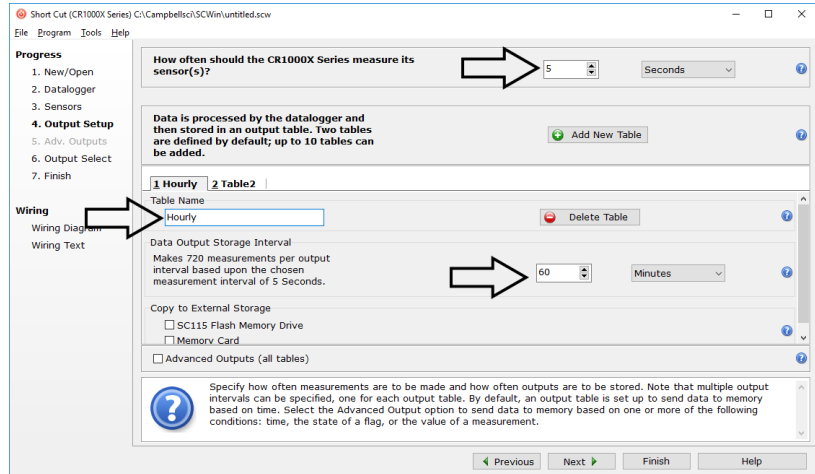 Short Cut (CR1000X Series) C:\Campbellsci\SCWin\untitled.scw
File Program Tools Help
Progress
1. New/Open
2. Datalogger
3. Sensors
4. Output Setup
5. Adv. Outputs
6. Output Select
7. Finish
Wiring
Wiring Diagram
Wiring Text
How often should the CR1000X Series measure its
sensor(s)?
5 Seconds
Data is processed by the datalogger and
then stored in an output table. Two tables
are defined by default; up to 10 tables can
be added.
Add New Table
1 Hourly 2 Table2
Table Name
Hourly
Delete Table
Data Output Storage Interval
Makes 720 measurements per output
interval based upon the chosen
measurement interval of 5 Seconds.
60 Minutes
Copy to External Storage
SC115 Flash Memory Drive
Memory Card
Advanced Outputs (all tables)
Specify how often measurements are to be made and how often outputs are to be stored. Note that multiple output
intervals can be specified, one for each output table. By default, an output table is set up to send data to memory
based on time. Select the Advanced Output option to send data to memory based on one or more of the following
conditions: time, the state of a flag, or the value of a measurement.
Previous Next Finish Help